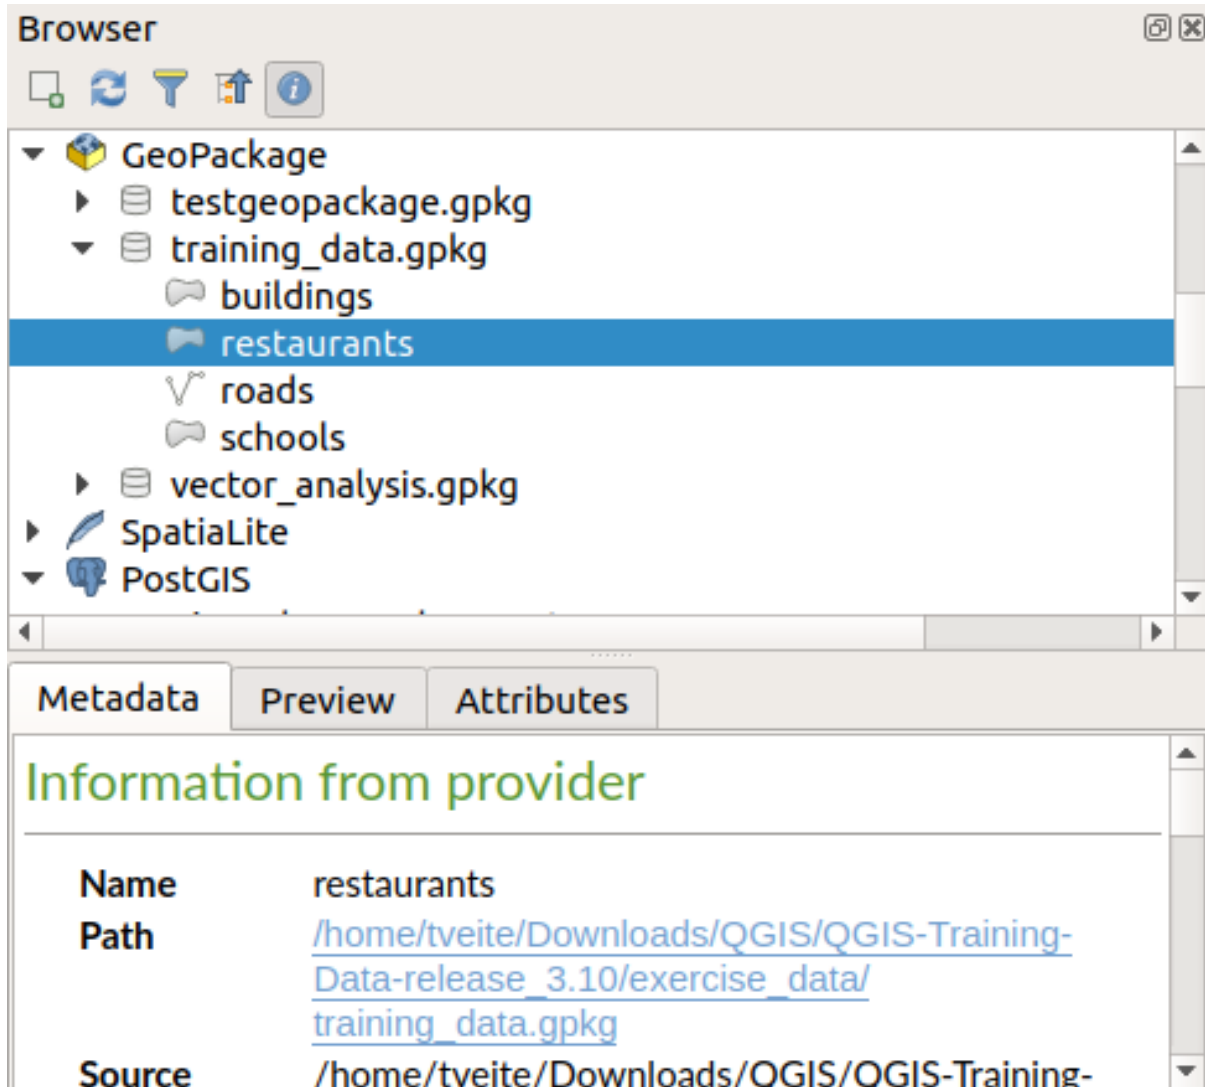 Browser
GeoPackage
testgeopackage.gpkg
training_data.gpkg
buildings
restaurants
roads
schools
vector_analysis.gpkg
SpatiaLite
PostGIS
Metadata Preview Attributes
Information from provider
Name restaurants
Path /home/tveite/Downloads/QGIS/QGIS-Training-
Data-release_3.10/exercise_data/
training_data.gpkg
Source /home/tveite/Downloads/QGIS/QGIS-Training-